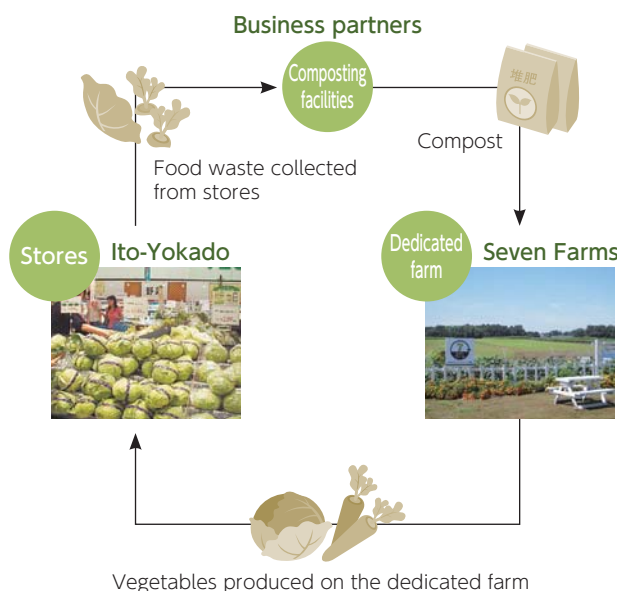 Business partners
Composting
facilities
堆肥
Compost
Food waste collected
from stores
Stores
Ito-Yokado
Dedicated
farm
Seven Farms
Vegetables produced on the dedicated farm